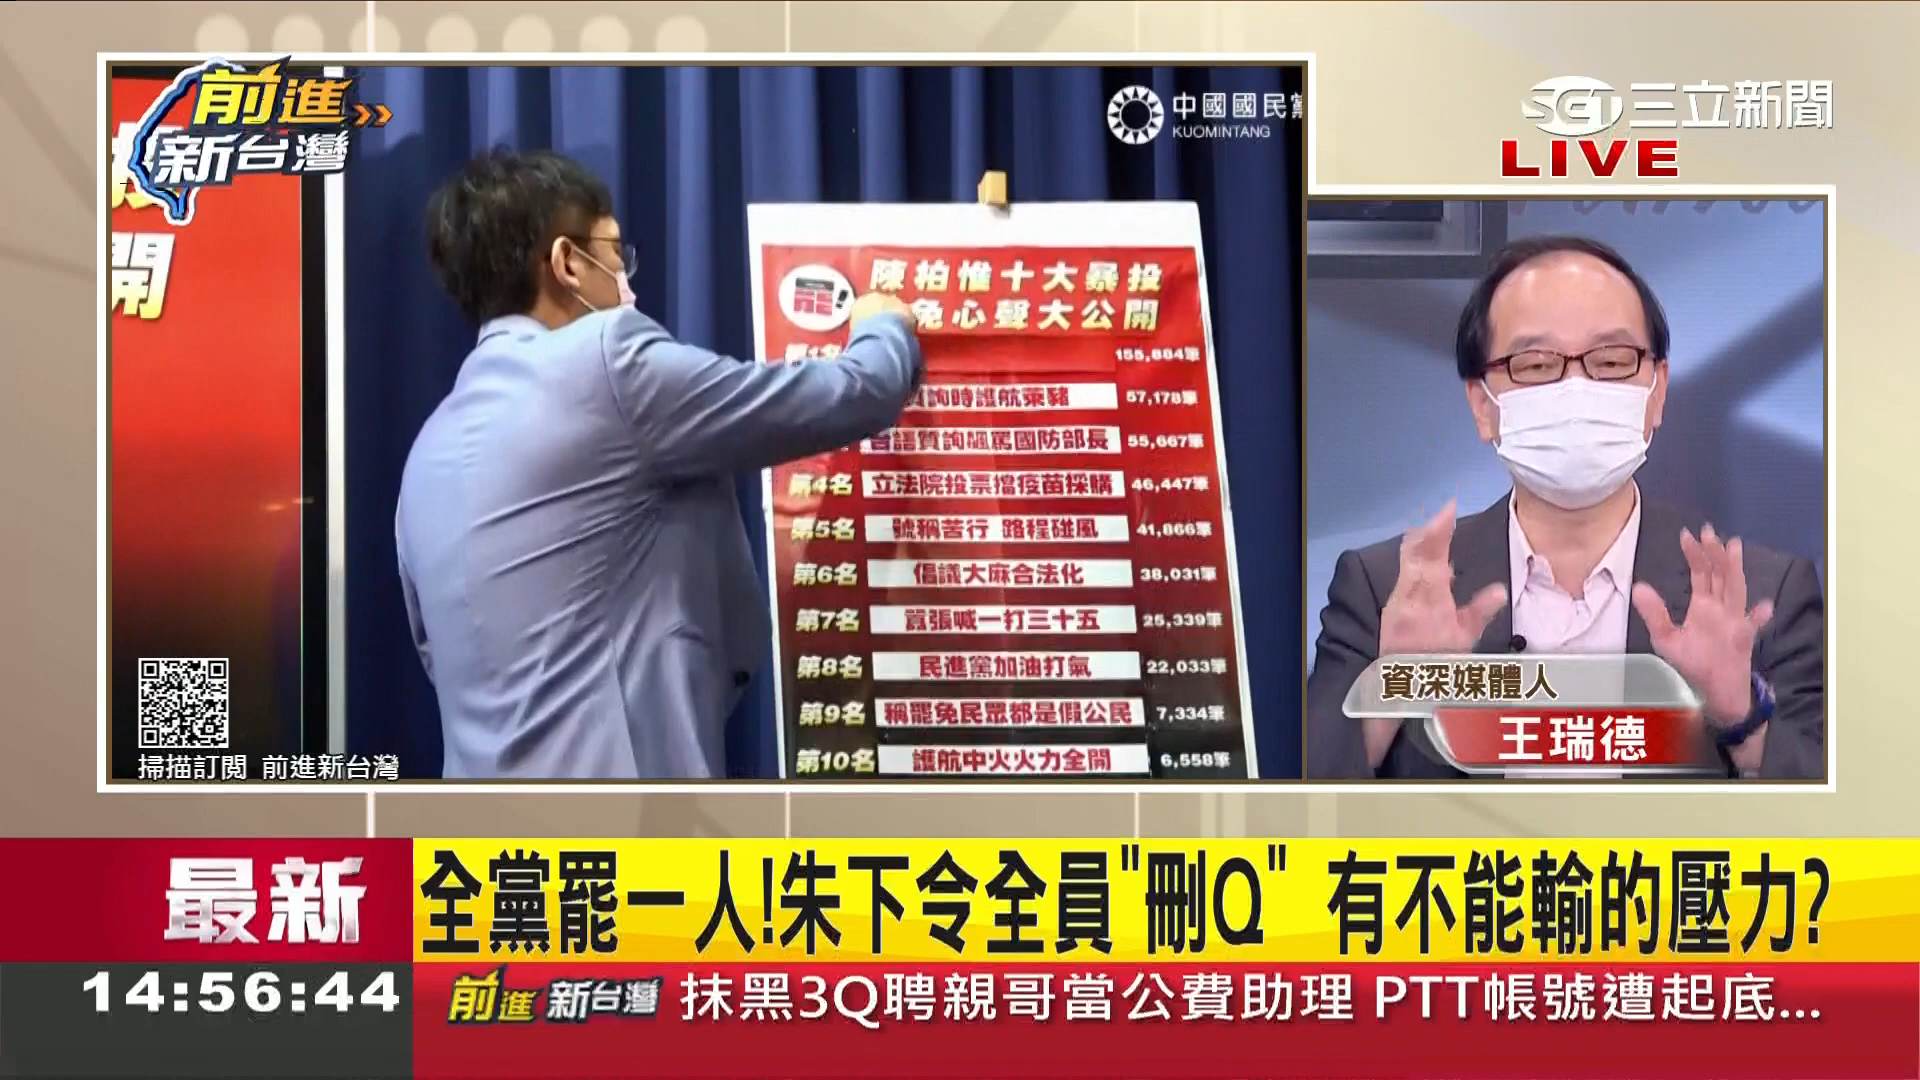 前進
新台灣
中國國民黨
KUOMINTANG
SET三立新聞
LIVE
投
開
罷!
陳柏惟十大暴投
免心聲大公開
第1名 155,884筆
質詢時護航萊豬 57,178筆
台語質詢飆罵國防部長 55,667筆
第4名 立法院投票擋疫苗採購 46,447筆
第5名 號稱苦行 路程碰風 41,866筆
第6名 倡議大麻合法化 38,031筆
第7名 囂張喊一打三十五 25,339筆
第8名 民進黨加油打氣 22,033筆
第9名 稱罷免民眾都是假公民 7,334筆
第10名 護航中火火力全開 6,558筆
掃描訂閱 前進新台灣
資深媒體人
王瑞德
最新
全黨罷一人!朱下令全員"刪Q" 有不能輸的壓力?
14:56:44
前進新台灣 抹黑3Q聘親哥當公費助理 PTT帳號遭起底...